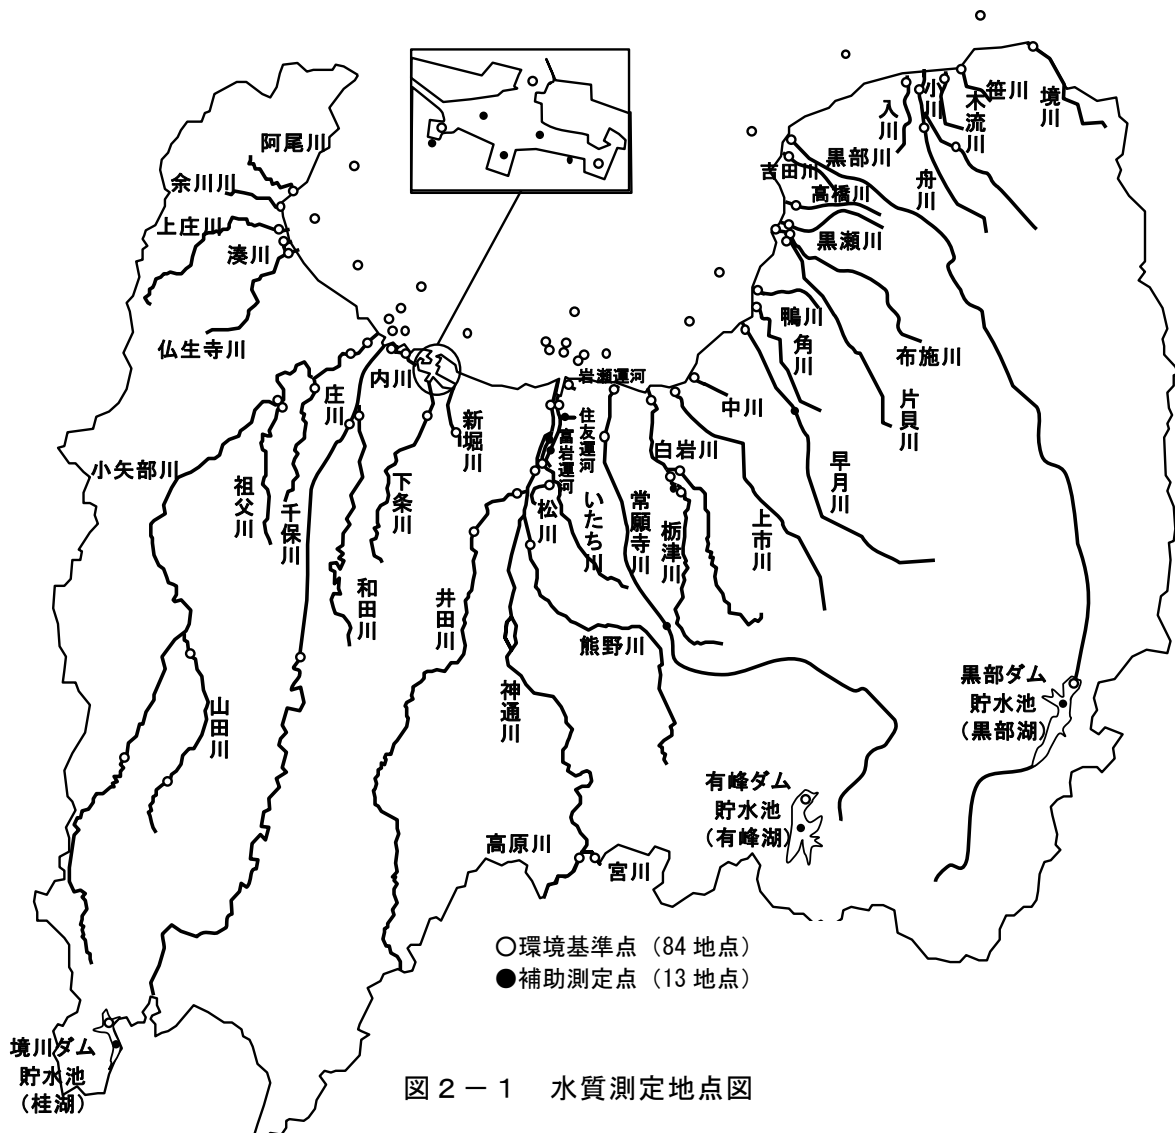 阿尾川
余川川
上庄川
湊川
仏生寺川
入川
小川
木流川
笹川
境川
黒部川
吉田川
高橋川
舟川
黒瀬川
鴨川
角川
布施川
片貝川
中川
早月川
内川
庄川
新堀川
岩瀬運河
住友運河
富岩運河
白岩川
小矢部川
祖父川
千保川
和田川
下条川
松川
いたち川
常願寺川
栃津川
上市川
井田川
熊野川
神通川
山田川
黒部ダム
貯水池
(黒部湖)
有峰ダム
貯水池
(有峰湖)
高原川
宮川
○環境基準点 (84 地点)
●補助測定点 (13 地点)
境川ダム
貯水池
(桂湖)
図2-1 水質測定地点図